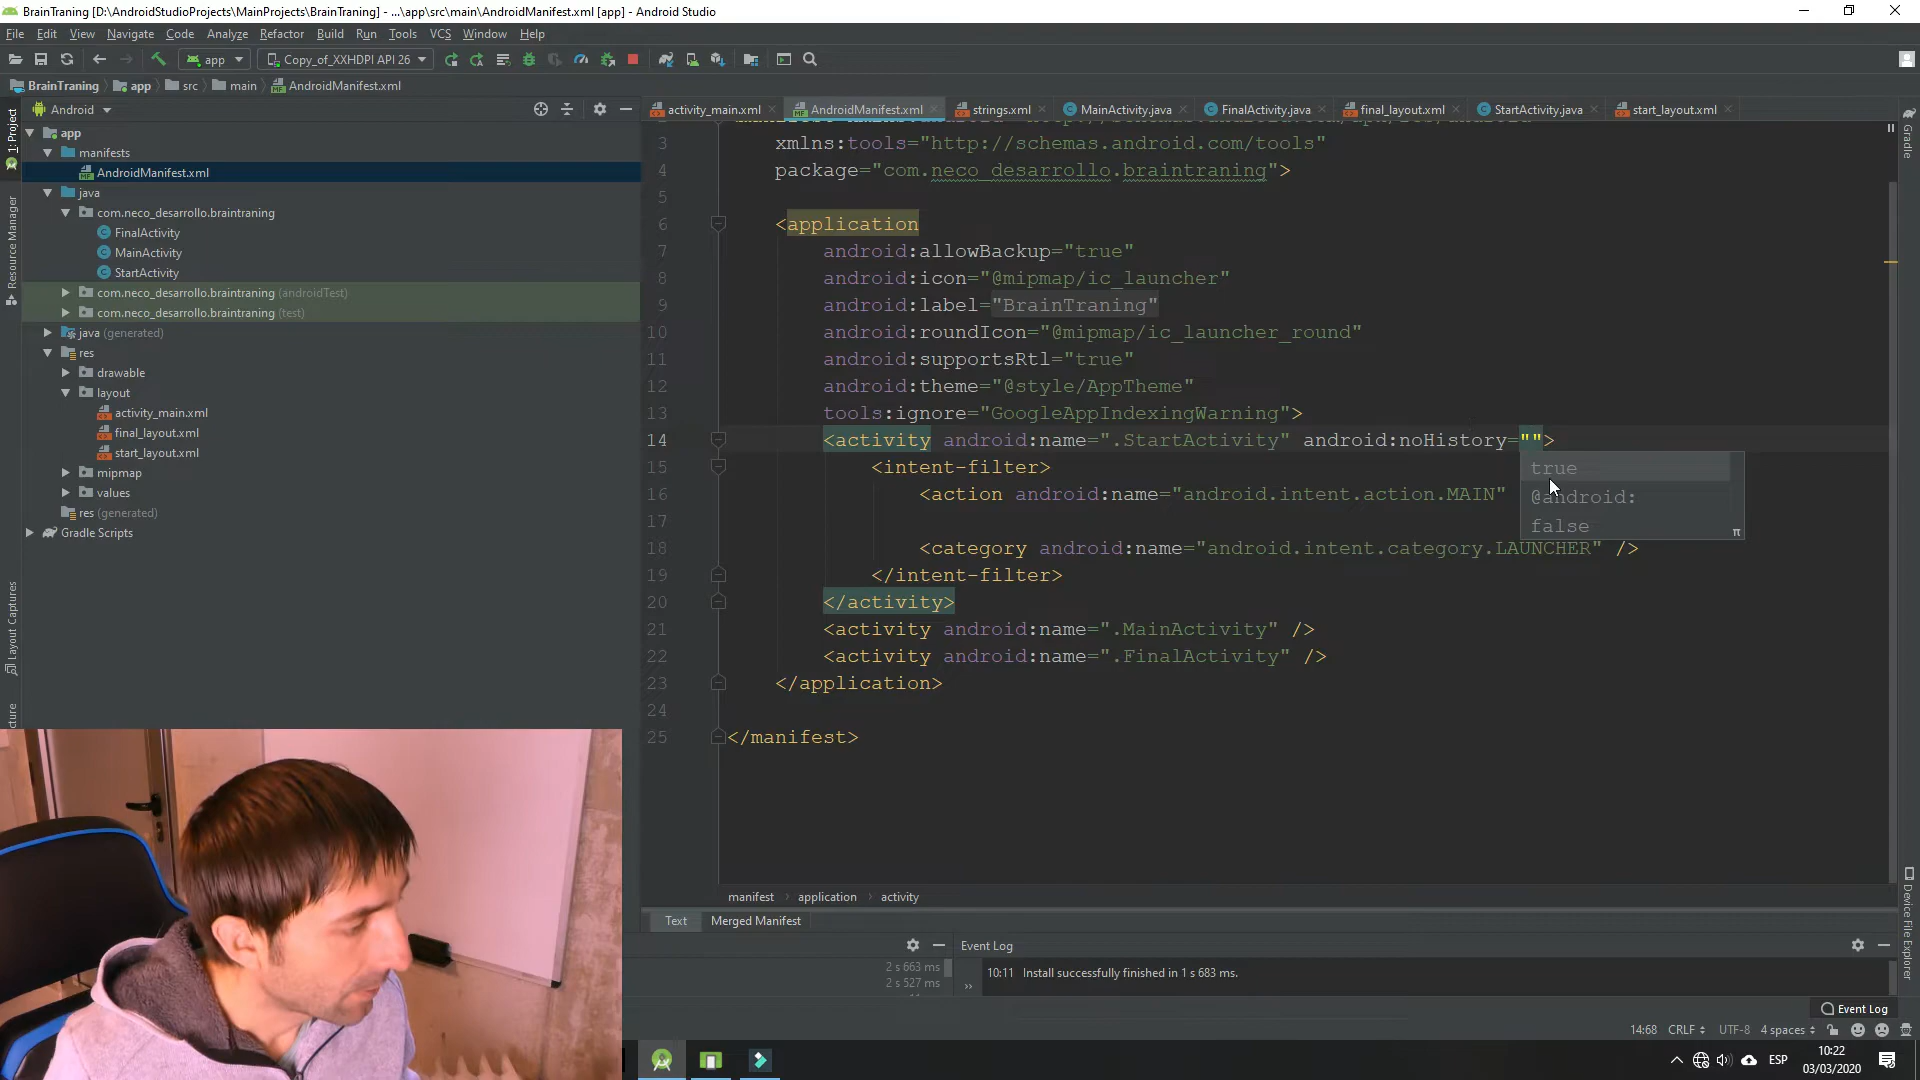 BrainTraning [D:\AndroidStudioProjects\MainProjects\BrainTraning] - ...\app\src\main\AndroidManifest.xml [app] - Android Studio
File Edit View Navigate Code Analyze Refactor Build Run Tools VCS Window Help
app Copy_of_XXHDPI API 26
BrainTraning app src main AndroidManifest.xml
Android
activity_main.xml AndroidManifest.xml strings.xml MainActivity.java FinalActivity.java final_layout.xml StartActivity.java start_layout.xml
1: Project
Resource Manager
Layout Captures
Gradle
Device File Explorer
app
manifests
AndroidManifest.xml
java
com.neco_desarrollo.braintraning
FinalActivity
MainActivity
StartActivity
com.neco_desarrollo.braintraning (androidTest)
com.neco_desarrollo.braintraning (test)
java (generated)
res
drawable
layout
activity_main.xml
final_layout.xml
start_layout.xml
mipmap
values
res (generated)
Gradle Scripts
3 xmlns:tools="http://schemas.android.com/tools"
4 package="com.neco_desarrollo.braintraning">
5
6 <application
7 android:allowBackup="true"
8 android:icon="@mipmap/ic_launcher"
9 android:label="BrainTraning"
10 android:roundIcon="@mipmap/ic_launcher_round"
11 android:supportsRtl="true"
12 android:theme="@style/AppTheme"
13 tools:ignore="GoogleAppIndexingWarning">
14 <activity android:name=".StartActivity" android:noHistory="">
15 <intent-filter>
16 <action android:name="android.intent.action.MAIN"
17
18 <category android:name="android.intent.category.LAUNCHER" />
19 </intent-filter>
20 </activity>
21 <activity android:name=".MainActivity" />
22 <activity android:name=".FinalActivity" />
23 </application>
24
25 </manifest>
true
@android:
false
π
manifest application activity
Text Merged Manifest
Event Log
2 s 663 ms
2 s 527 ms
10:11 Install successfully finished in 1 s 683 ms.
Event Log
14:68 CRLF UTF-8 4 spaces
ESP
10:22
03/03/2020